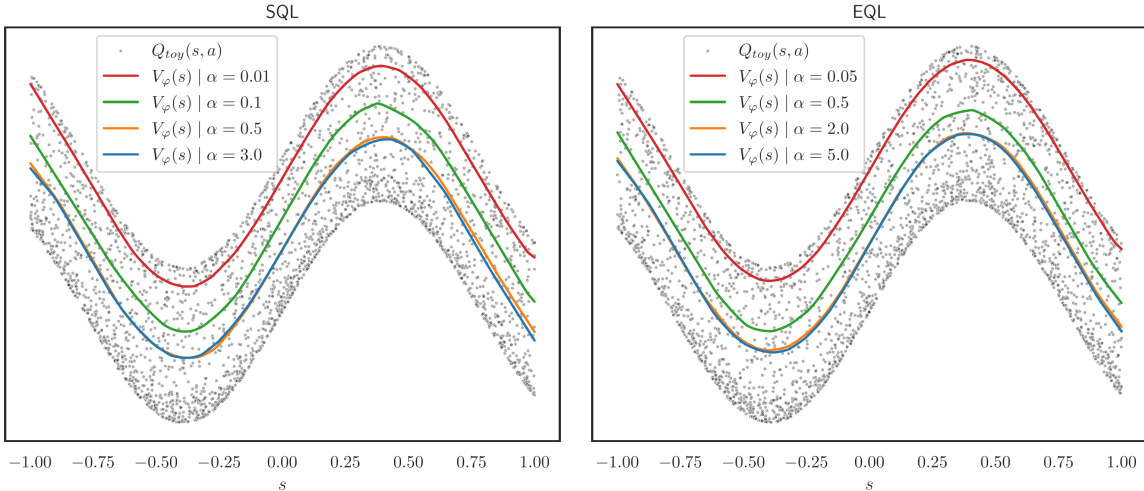 SQL
Q_{toy}(s, a)
V_φ(s) | α = 0.01
V_φ(s) | α = 0.1
V_φ(s) | α = 0.5
V_φ(s) | α = 3.0
−1.00 −0.75 −0.50 −0.25 0.00 0.25 0.50 0.75 1.00
s
EQL
Q_{toy}(s, a)
V_φ(s) | α = 0.05
V_φ(s) | α = 0.5
V_φ(s) | α = 2.0
V_φ(s) | α = 5.0
−1.00 −0.75 −0.50 −0.25 0.00 0.25 0.50 0.75 1.00
s